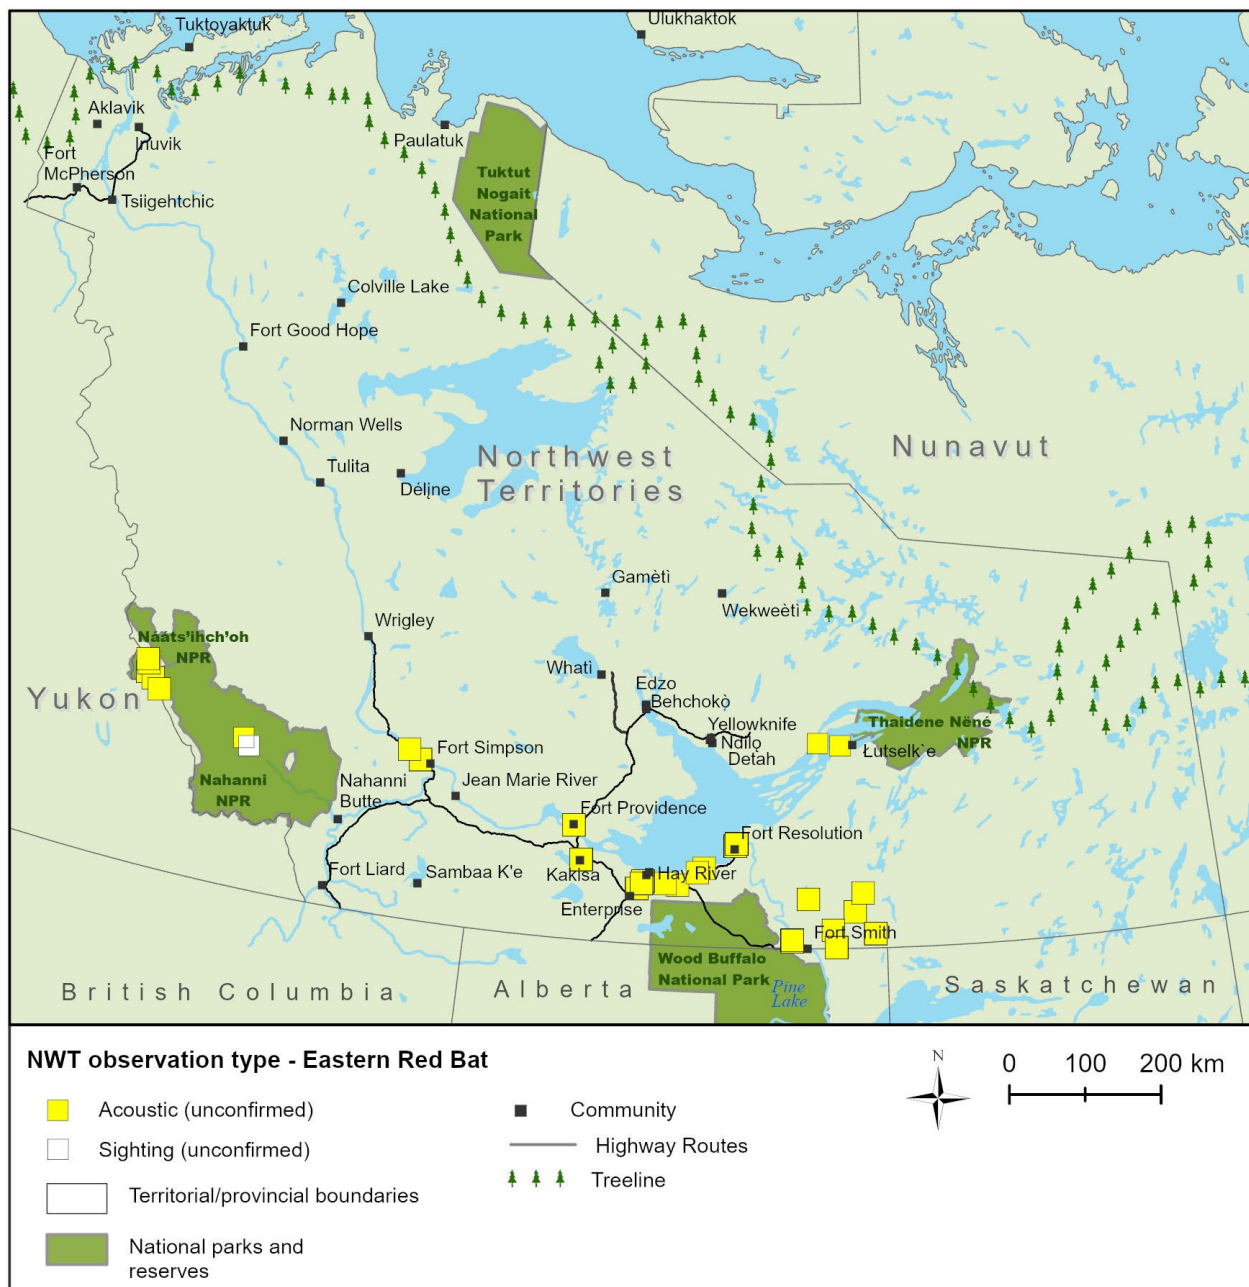 Ulukhaktok
Tuktoyaktuk
Aklavik
Inuvik
Paulatuk
Fort
McPherson
Tsiigehtchic
Tuktut
Nogait
National
Park
Colville Lake
Fort Good Hope
Norman Wells
Tulita
Délı̨ne
Northwest
Territories
Nunavut
Gamètì
Wekweètì
Wrigley
Nááts'ihch'oh
NPR
Whatì
Edzo
Behchokǫ̀
Yukon
Yellowknife
Ndilǫ
Detah
Thaidene Nëné
NPR
Łutselk`e
Fort Simpson
Nahanni
NPR
Nahanni
Butte
Jean Marie River
Fort Providence
Fort Resolution
Fort Liard
Sambaa K'e
Kakisa
Hay River
Enterprise
Fort Smith
Wood Buffalo
National Park
Pine
Lake
British Columbia
Alberta
Saskatchewan
NWT observation type - Eastern Red Bat
Acoustic (unconfirmed)
Sighting (unconfirmed)
Territorial/provincial boundaries
National parks and
reserves
Community
Highway Routes
Treeline
N
0 100 200 km